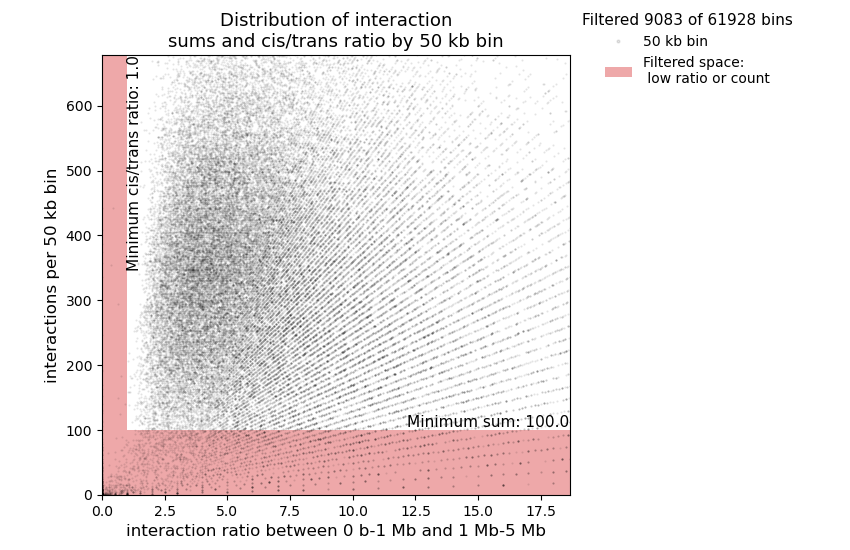 Distribution of interaction
sums and cis/trans ratio by 50 kb bin
Filtered 9083 of 61928 bins
50 kb bin
Filtered space:
low ratio or count
Minimum cis/trans ratio: 1.0
Minimum sum: 100.0
interactions per 50 kb bin
600
500
400
300
200
100
0
0.0 2.5 5.0 7.5 10.0 12.5 15.0 17.5
interaction ratio between 0 b-1 Mb and 1 Mb-5 Mb